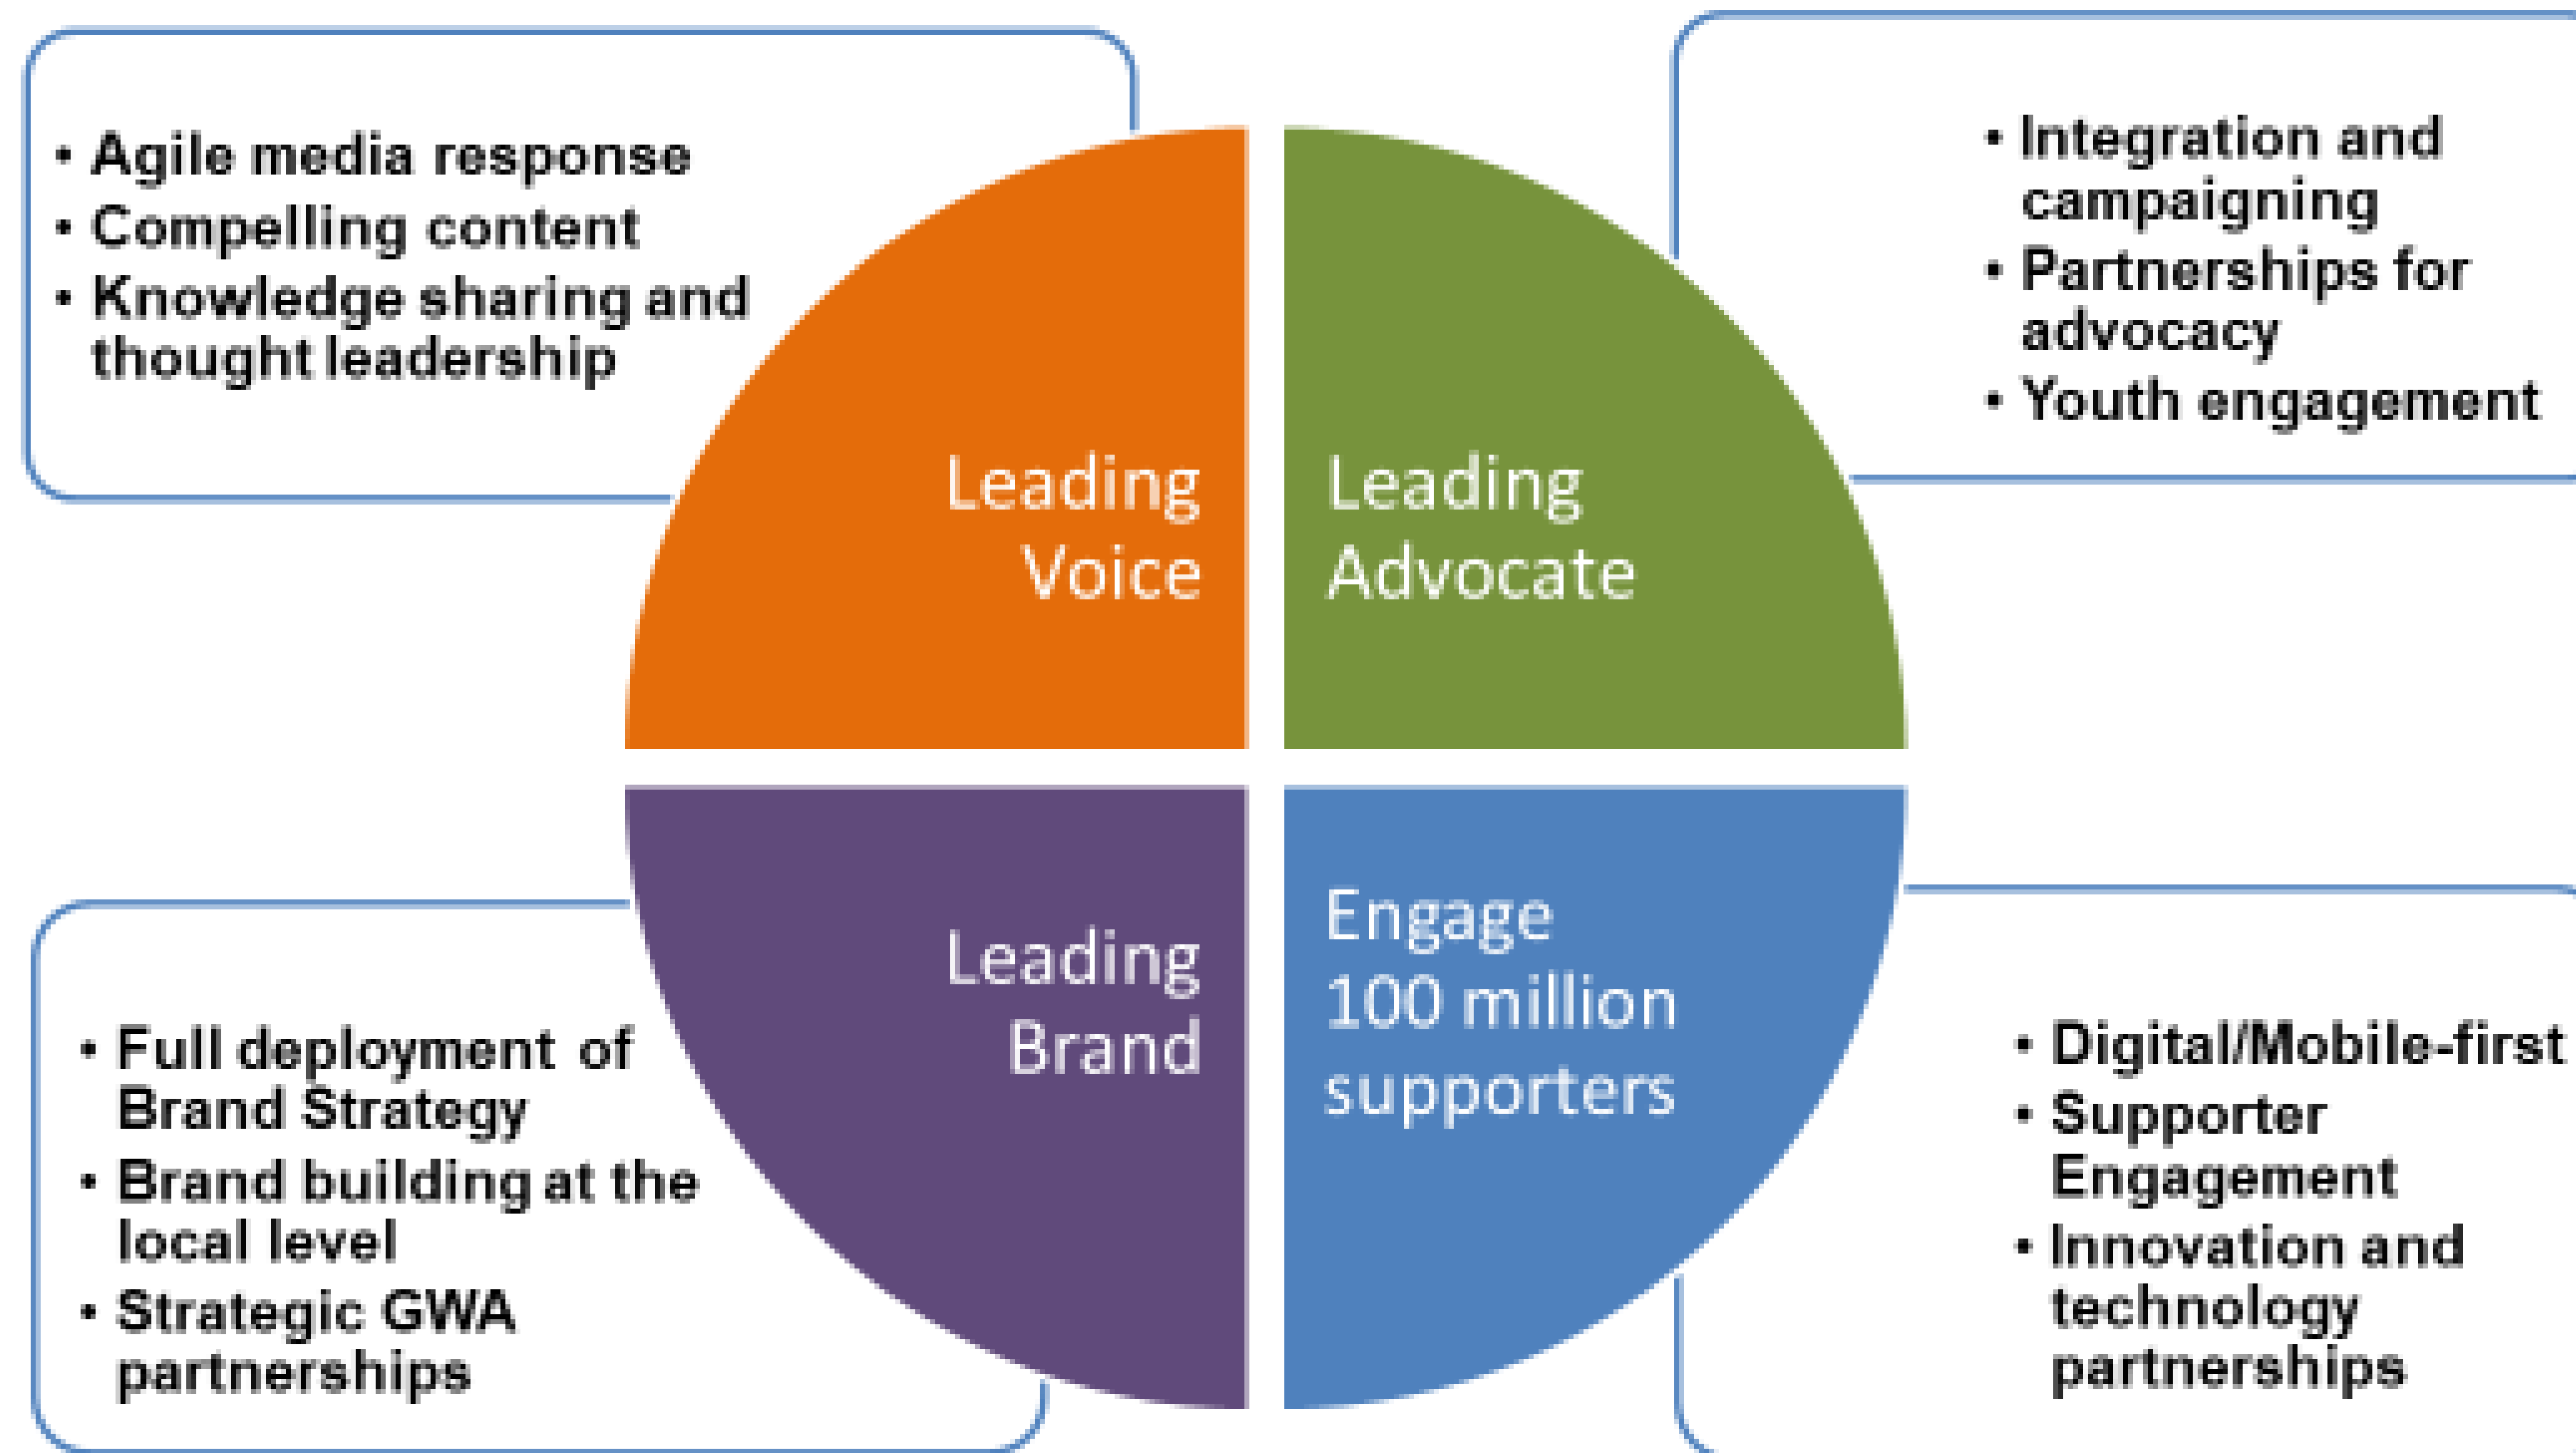 • Agile media response
• Compelling content
• Knowledge sharing and
thought leadership
Leading
Voice
Leading
Advocate
• Integration and
campaigning
• Partnerships for
advocacy
• Youth engagement
• Full deployment of
Brand Strategy
• Brand building at the
local level
• Strategic GWA
partnerships
Leading
Brand
Engage
100 million
supporters
• Digital/Mobile-first
• Supporter
Engagement
• Innovation and
technology
partnerships